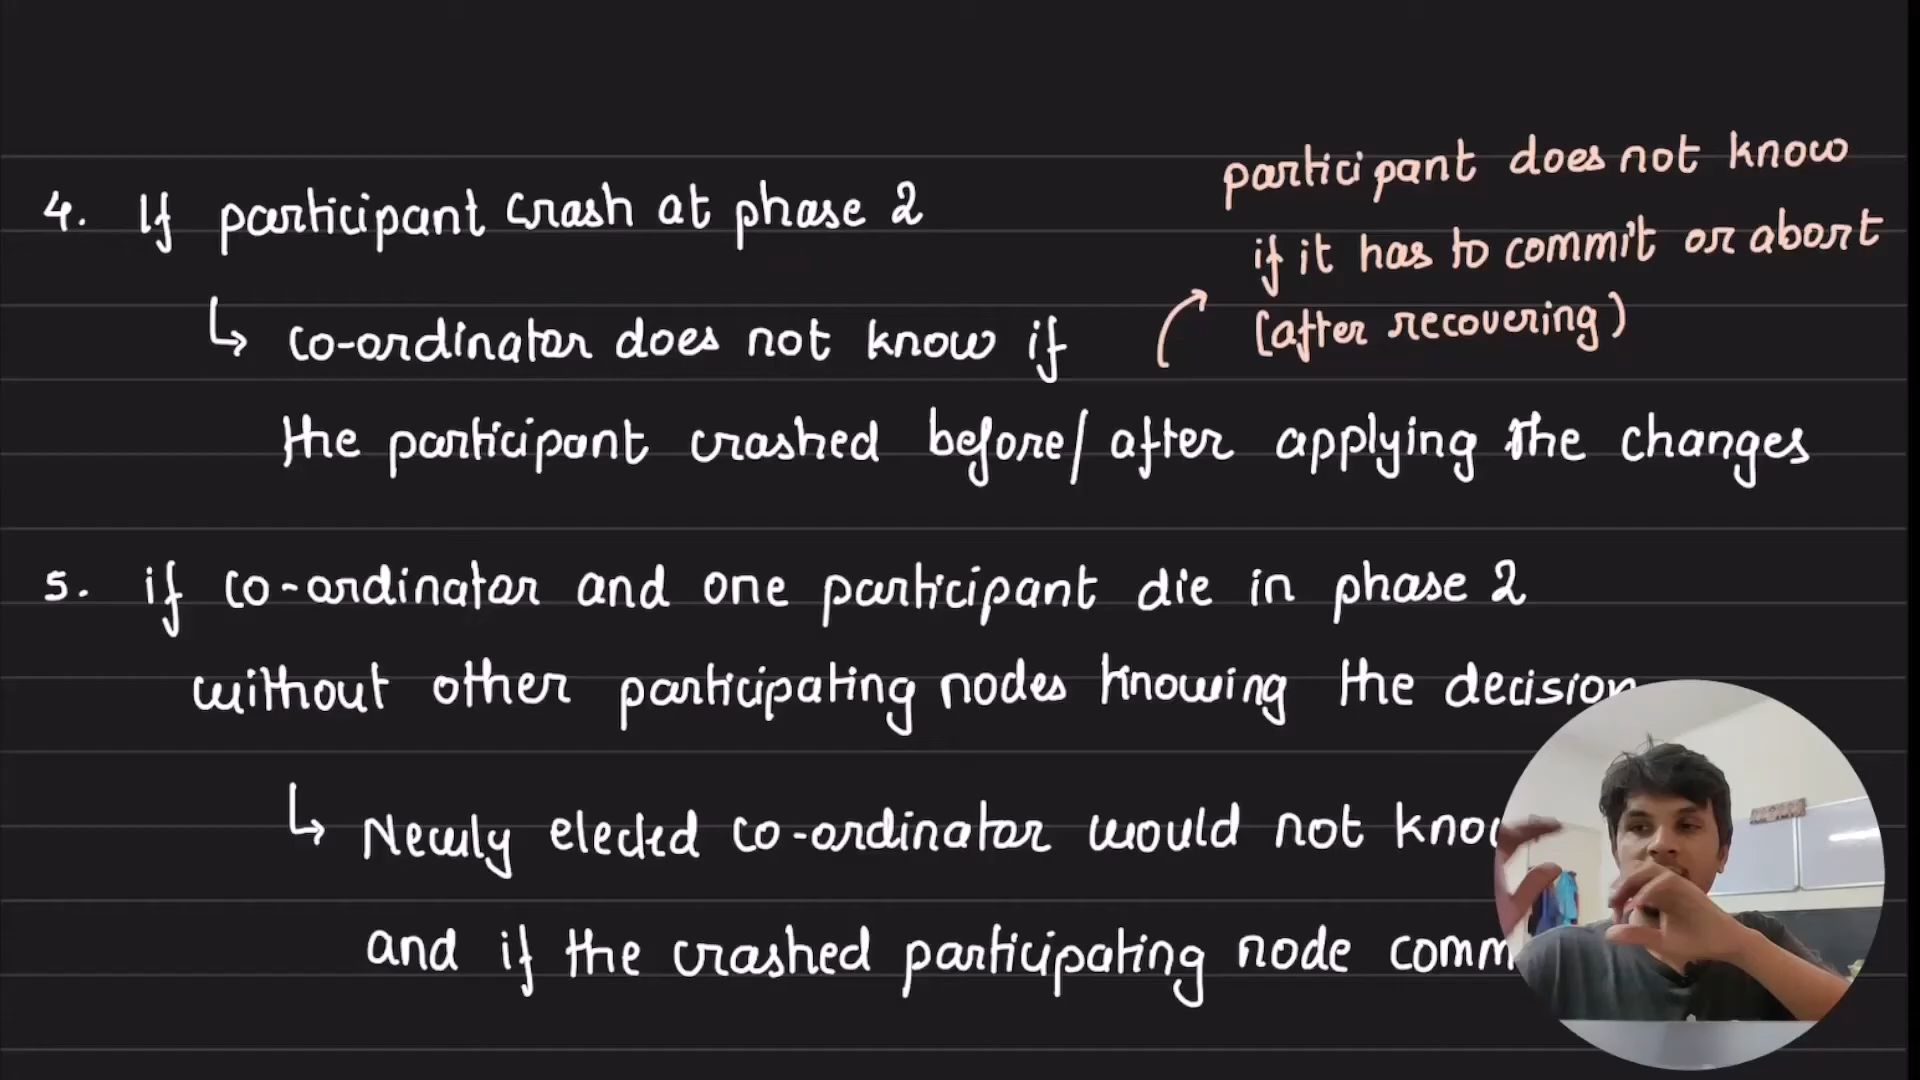 4. If participant crash at phase 2
↳ co-ordinator does not know if
the participant crashed before/after applying the changes
participant does not know
if it has to commit or abort
(after recovering)
5. if co-ordinator and one participant die in phase 2
without other participating nodes knowing the decision
↳ Newly elected co-ordinator would not know
and if the crashed participating node